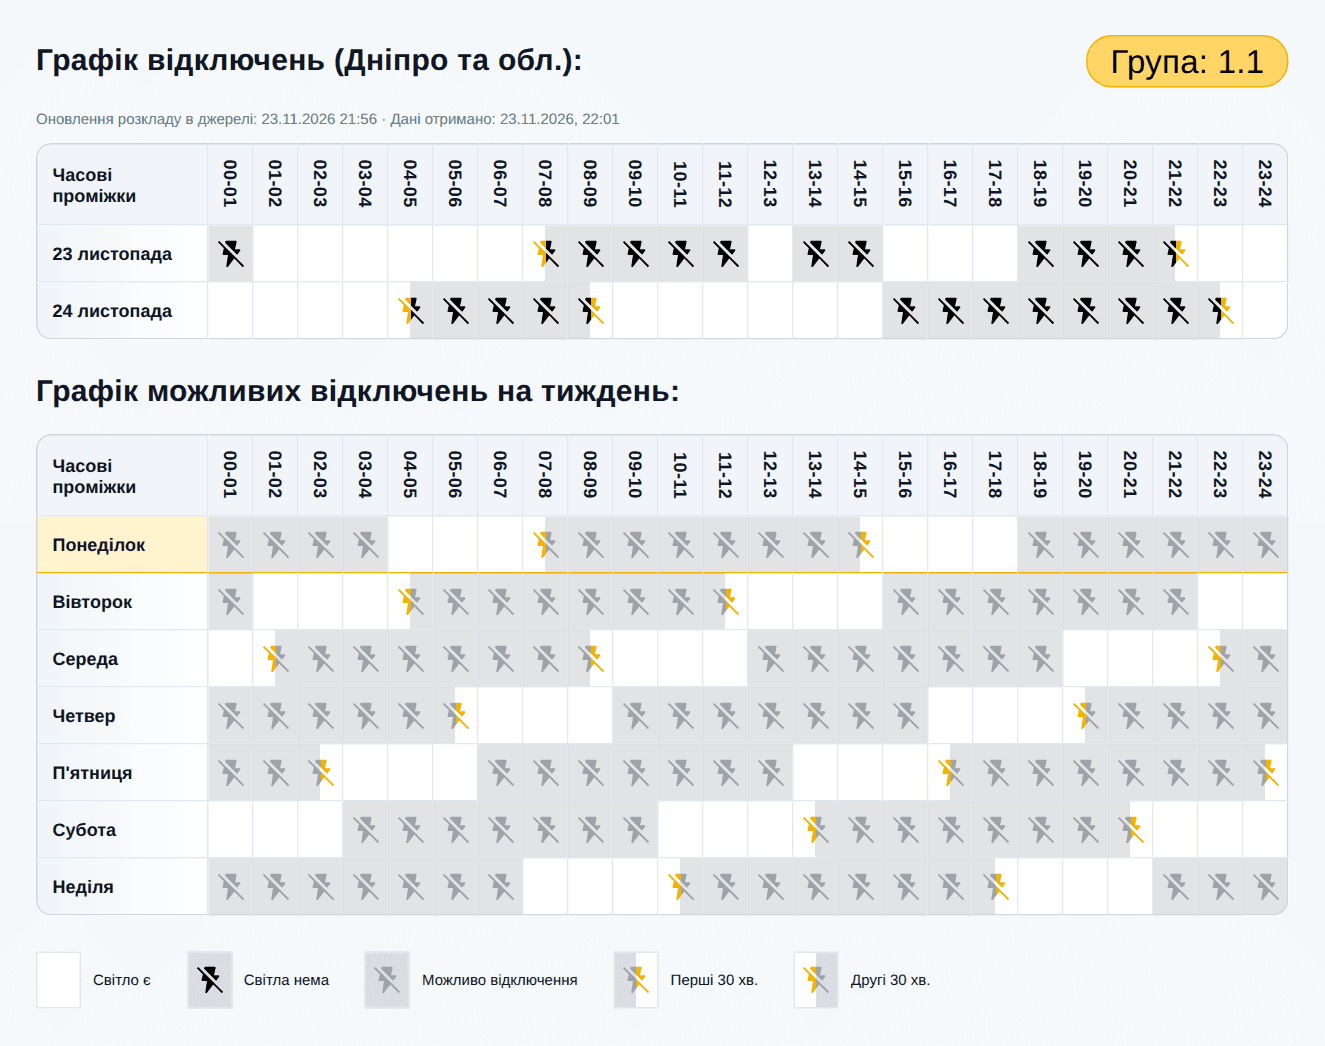 Графік відключень (Дніпро та обл.):
Група: 1.1
Оновлення розкладу в джерелі: 23.11.2026 21:56 · Дані отримано: 23.11.2026, 22:01
Часові проміжки 00-01 01-02 02-03 03-04 04-05 05-06 06-07 07-08 08-09 09-10 10-11 11-12 12-13 13-14 14-15 15-16 16-17 17-18 18-19 19-20 20-21 21-22 22-23 23-24
23 листопада
24 листопада
Графік можливих відключень на тиждень:
Часові проміжки 00-01 01-02 02-03 03-04 04-05 05-06 06-07 07-08 08-09 09-10 10-11 11-12 12-13 13-14 14-15 15-16 16-17 17-18 18-19 19-20 20-21 21-22 22-23 23-24
Понеділок
Вівторок
Середа
Четвер
П'ятниця
Субота
Неділя
Світло є Світла нема Можливо відключення Перші 30 хв. Другі 30 хв.